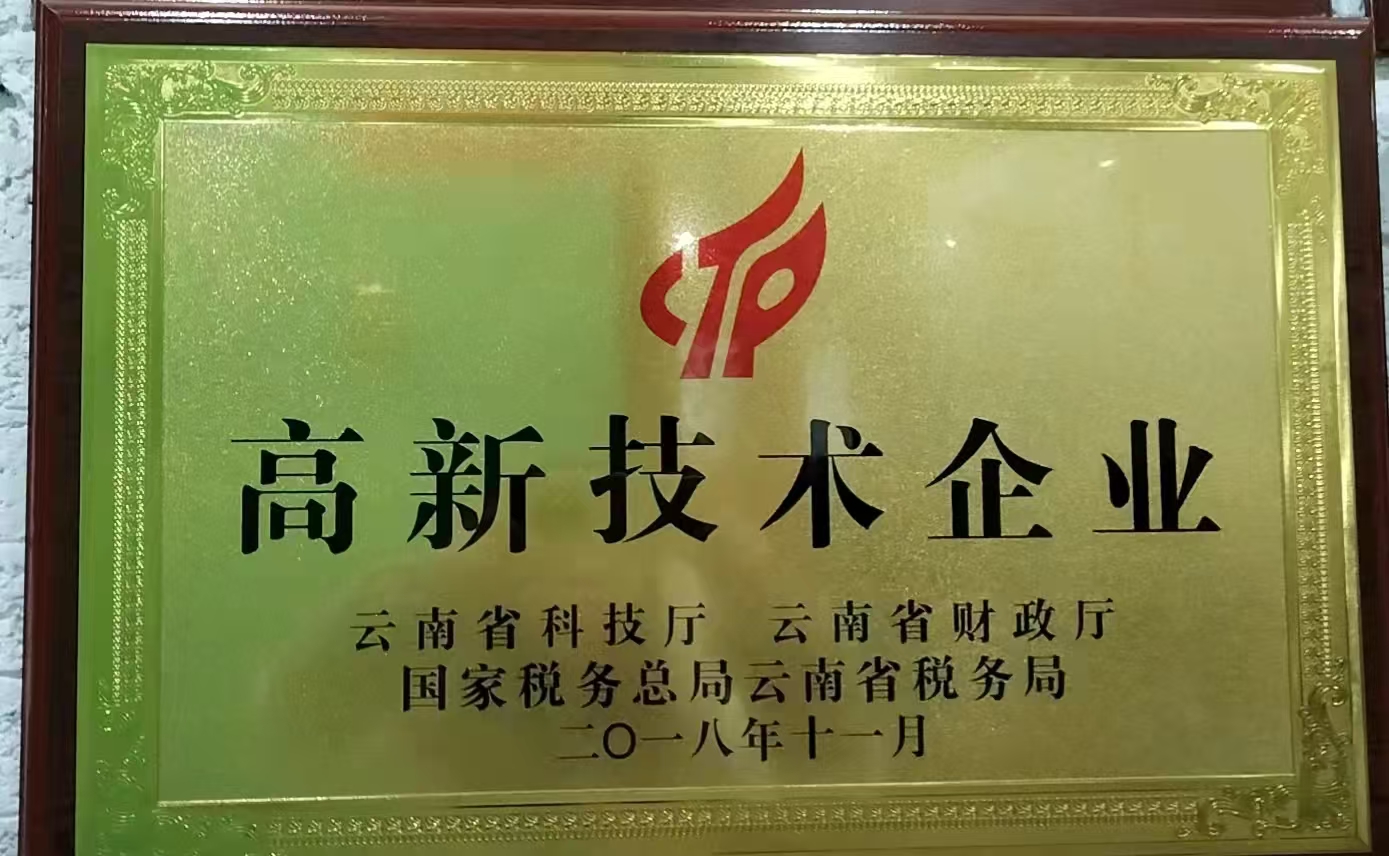 高新技术企业
云南省科技厅 云南省财政厅
国家税务总局云南省税务局
二〇一八年十一月